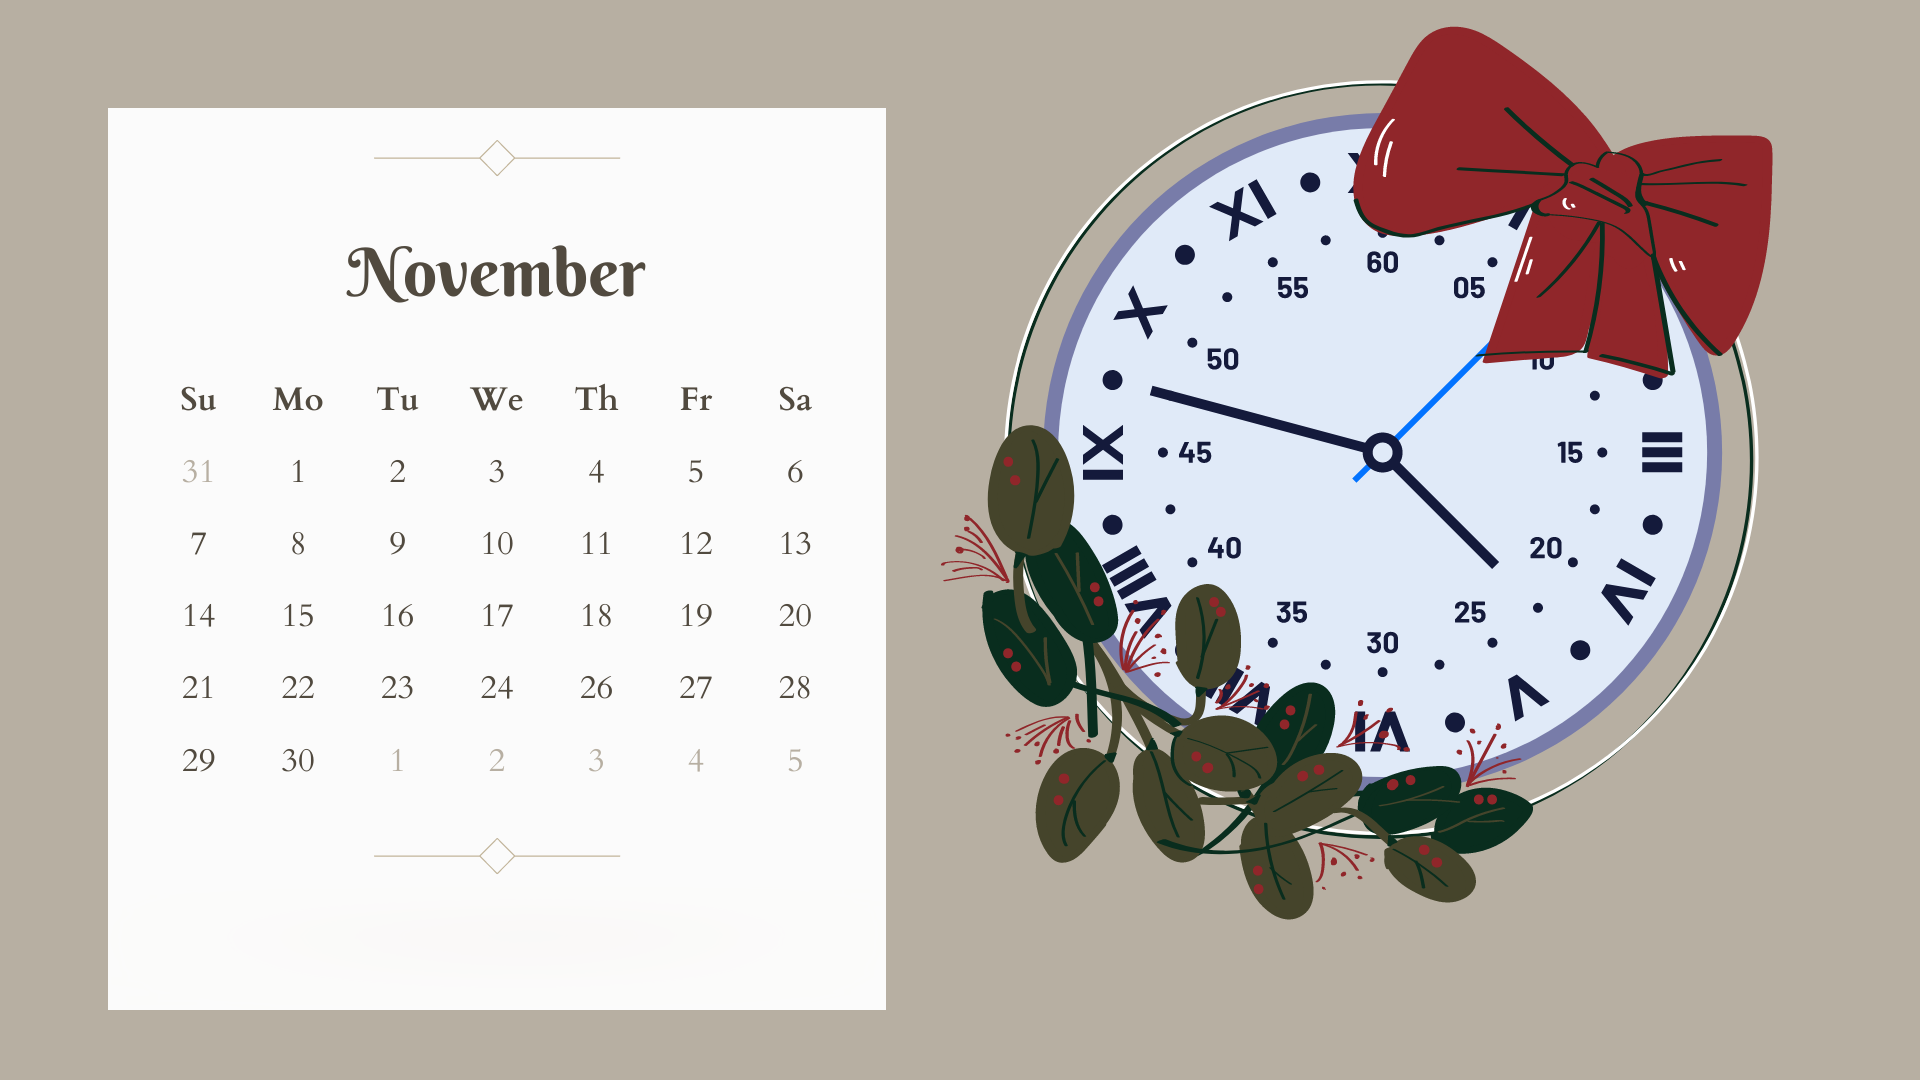 November
Su Mo Tu We Th Fr Sa
31 1 2 3 4 5 6
7 8 9 10 11 12 13
14 15 16 17 18 19 20
21 22 23 24 26 27 28
29 30 1 2 3 4 5
XI
60
55 05
X
50 10
IX 45 15 III
40 20
VIII IV
35 25
30
V
VI